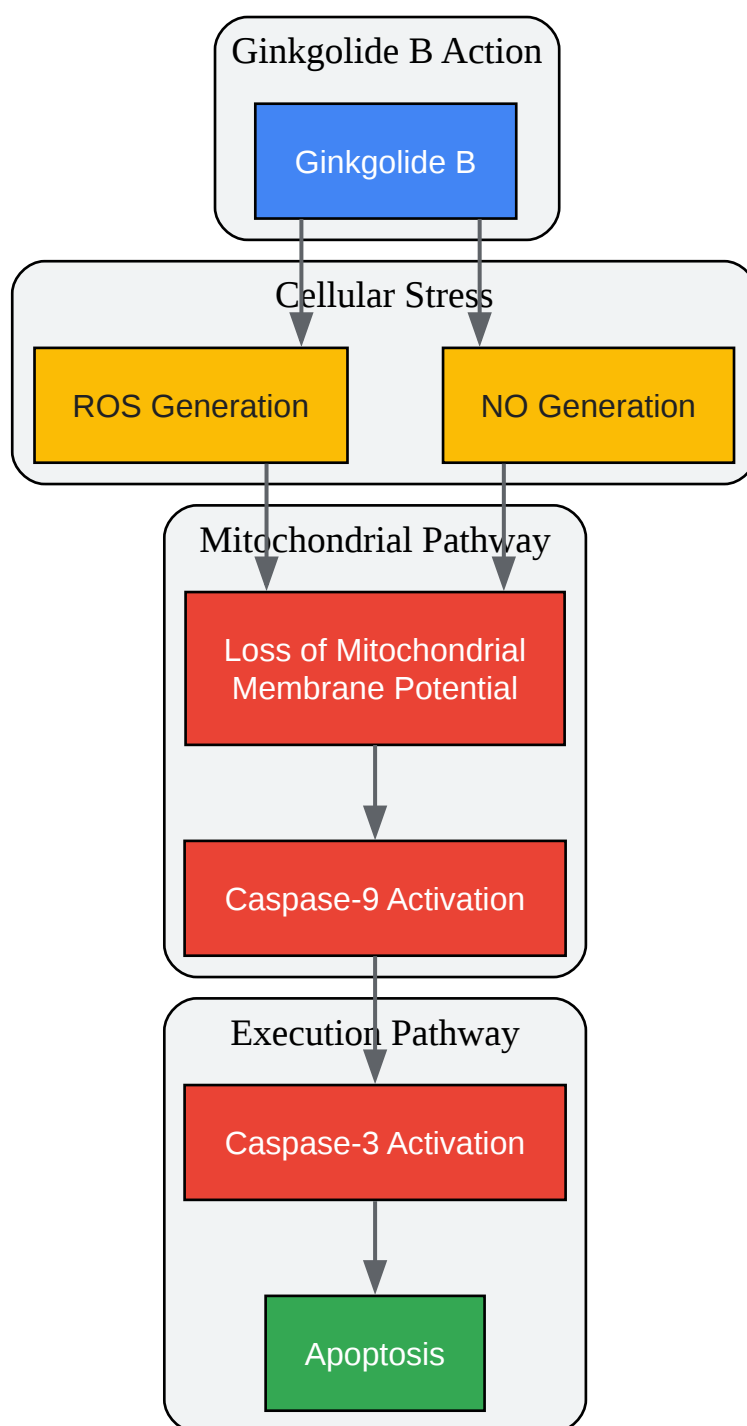 Ginkgolide B Action
Ginkgolide B
Cellular Stress
ROS Generation
NO Generation
Mitochondrial Pathway
Loss of Mitochondrial
Membrane Potential
Caspase-9 Activation
Execution Pathway
Caspase-3 Activation
Apoptosis